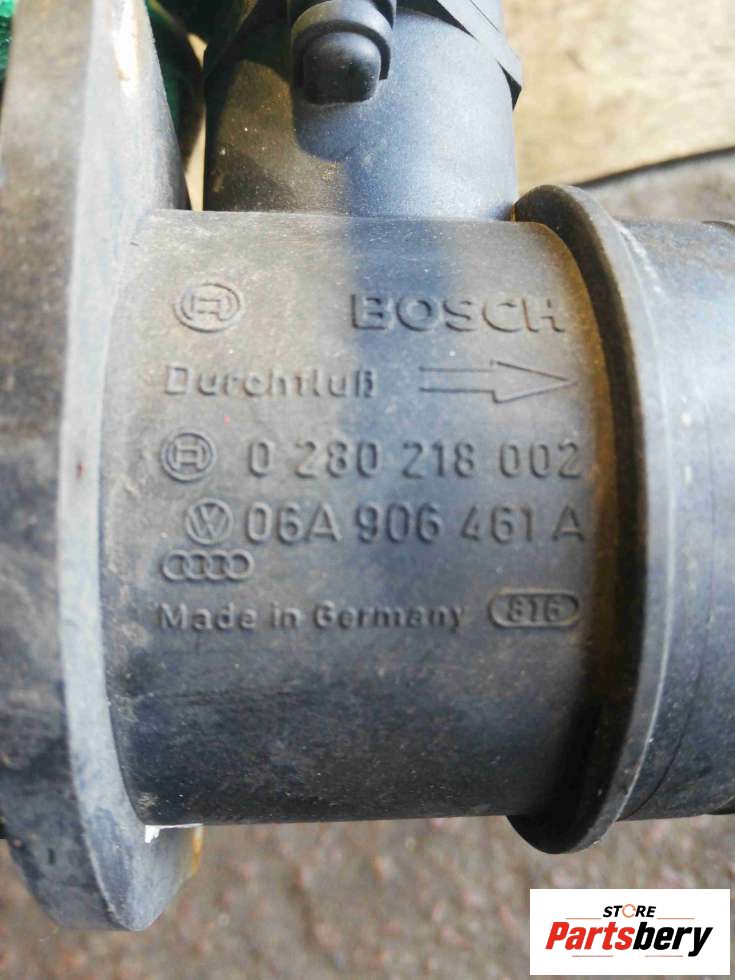 BOSCH
Durchfluß
0 280 218 002
06A 906 461 A
Made in Germany 816
STORE
Partsbery